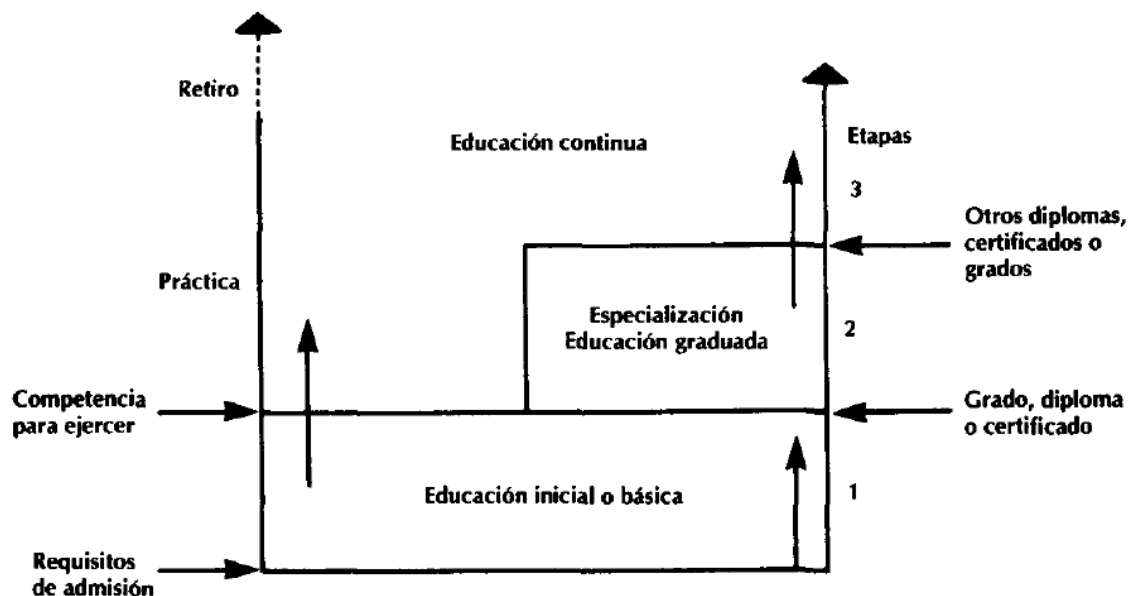 Retiro
Educación continua
Etapas
3
Otros diplomas,
certificados o
grados
Práctica
Especialización
Educación graduada
2
Competencia
para ejercer
Grado, diploma
o certificado
Educación inicial o básica
1
Requisitos
de admisión